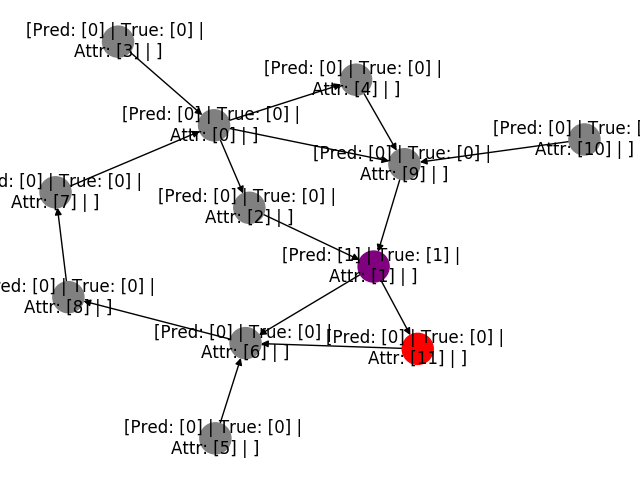 [Pred: [0] | True: [0] |
Attr: [3] | ]
[Pred: [0] | True: [0] |
Attr: [4] | ]
[Pred: [0] | True: [0] |
Attr: [0] | ]
[Pred: [0] | True: [
Attr: [10] | ]
[Pred: [0] | True: [0] |
Attr: [9] | ]
d: [0] | True: [0] |
Attr: [7] | ]
[Pred: [0] | True: [0] |
Attr: [2] | ]
[Pred: [1] | True: [1] |
Attr: [1] | ]
red: [0] | True: [0] |
Attr: [8] | ]
[Pred: [0] | True: [0] |
Attr: [6] | ]
[Pred: [0] | True: [0] |
Attr: [11] | ]
[Pred: [0] | True: [0] |
Attr: [5] | ]